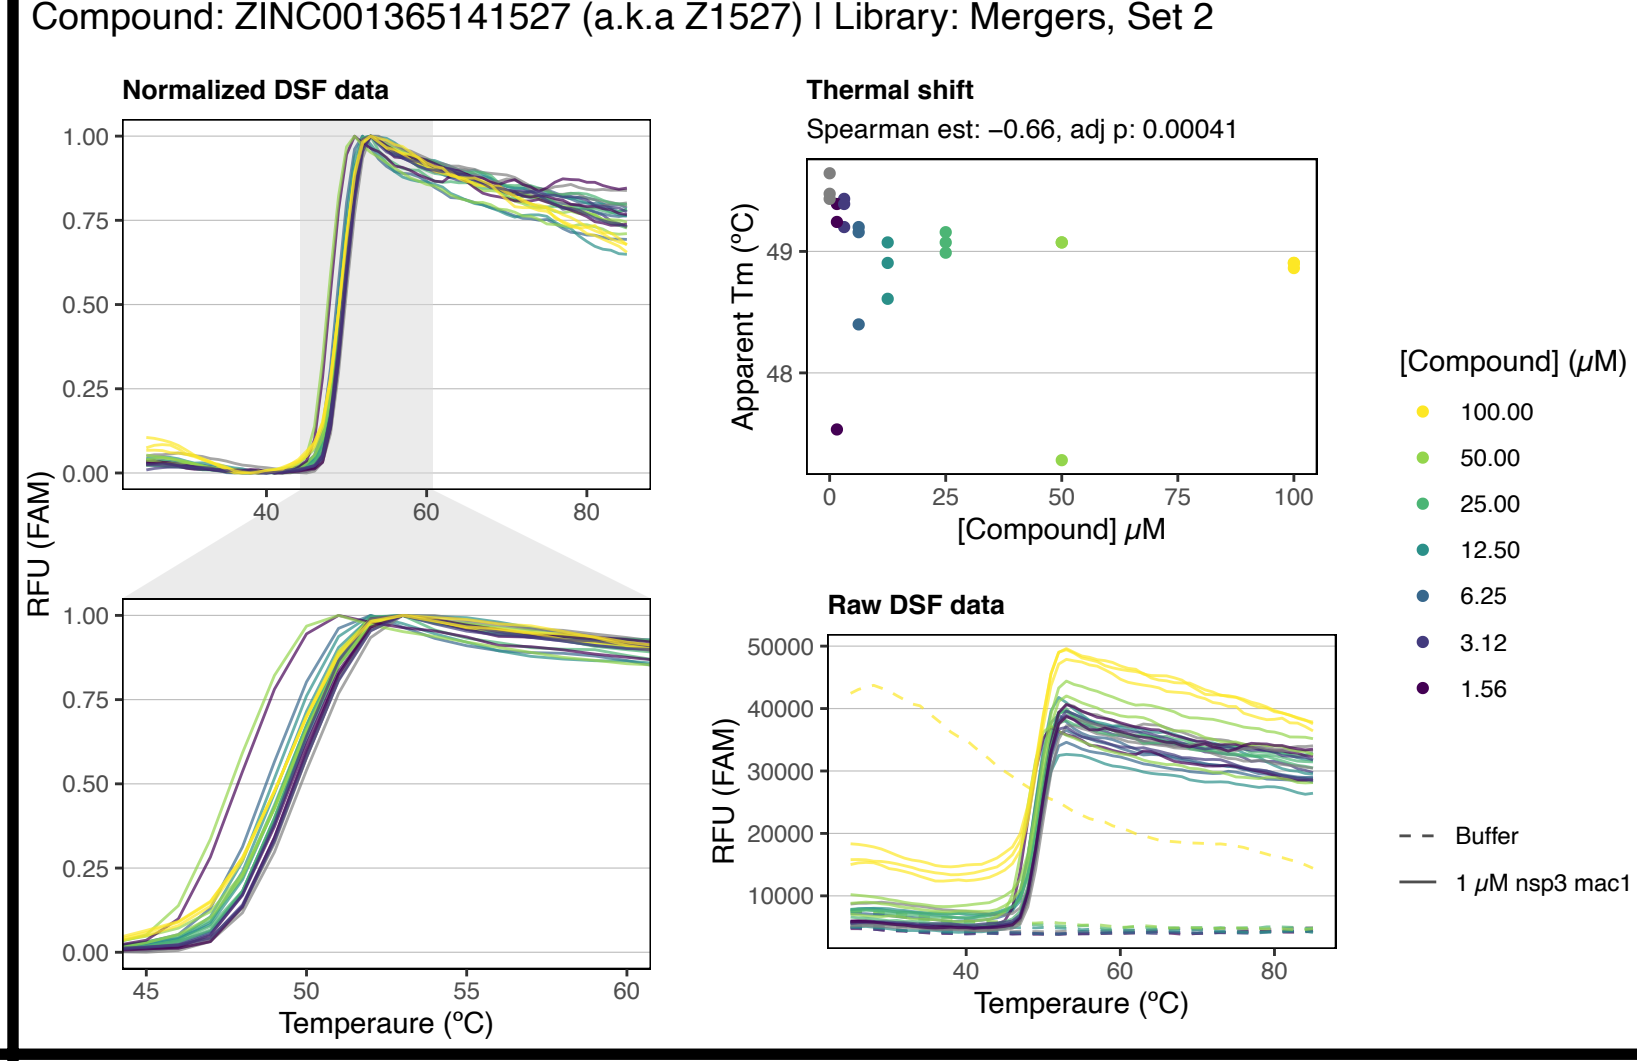 Compound: ZINC001365141527 (a.k.a Z1527) | Library: Mergers, Set 2
Normalized DSF data
1.00
0.75
0.50
0.25
0.00
40 60 80
RFU (FAM)
1.00
0.75
0.50
0.25
0.00
45 50 55 60
Temperaure (ºC)
Thermal shift
Spearman est: −0.66, adj p: 0.00041
Apparent Tm (ºC)
49
48
0 25 50 75 100
[Compound] µM
Raw DSF data
RFU (FAM)
50000
40000
30000
20000
10000
40 60 80
Temperaure (ºC)
[Compound] (µM)
100.00
50.00
25.00
12.50
6.25
3.12
1.56
Buffer
1 µM nsp3 mac1